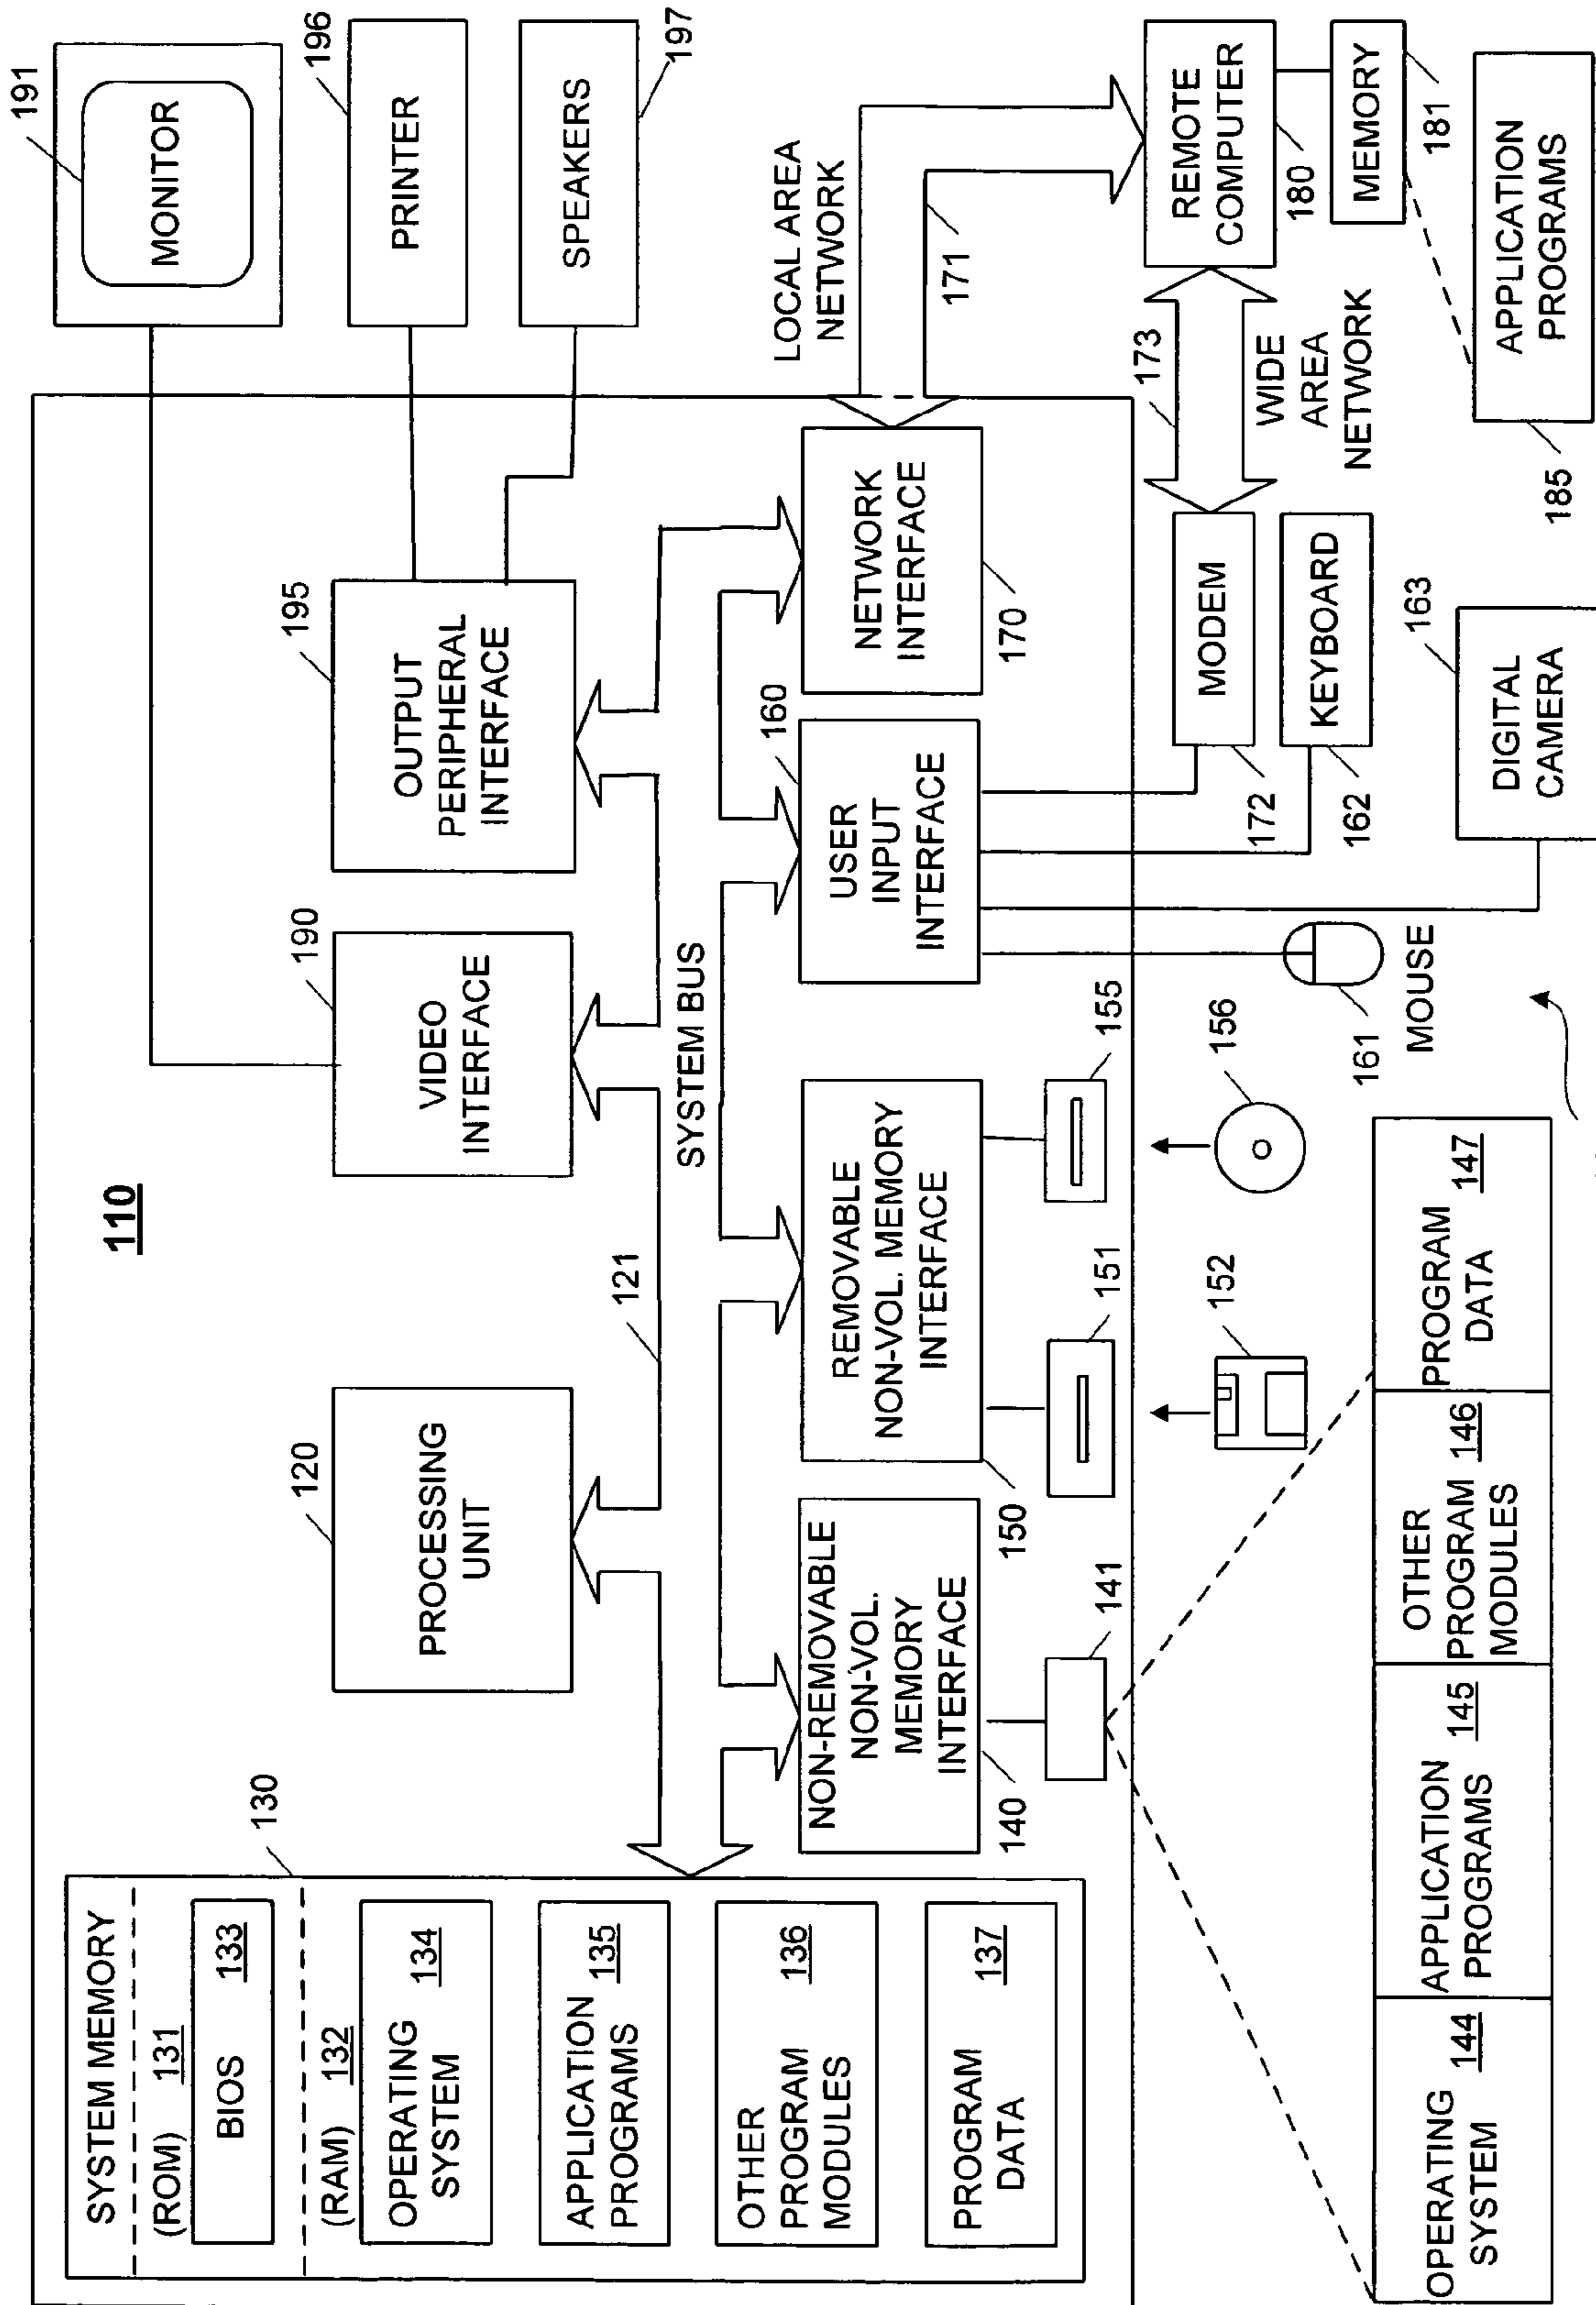 110
SYSTEM MEMORY
(ROM) 131
BIOS 133
(RAM) 132
OPERATING
SYSTEM 134
APPLICATION
PROGRAMS 135
OTHER
PROGRAM
MODULES 136
PROGRAM
DATA 137
130
120
PROCESSING
UNIT
190
VIDEO
INTERFACE
195
OUTPUT
PERIPHERAL
INTERFACE
191
MONITOR
196
PRINTER
197
SPEAKERS
121
SYSTEM BUS
NON-REMOVABLE
NON-VOL.
MEMORY
INTERFACE
140
REMOVABLE
NON-VOL. MEMORY
INTERFACE
150
160
USER
INPUT
INTERFACE
NETWORK
INTERFACE
170
LOCAL AREA
NETWORK
171
141
151
155
152
156
161
MOUSE
172
MODEM
162
KEYBOARD
163
DIGITAL
CAMERA
173
WIDE
AREA
NETWORK
REMOTE
COMPUTER
180
MEMORY
181
185
APPLICATION
PROGRAMS
OPERATING
SYSTEM 144
APPLICATION
PROGRAMS 145
OTHER
PROGRAM 146
MODULES
PROGRAM
DATA 147